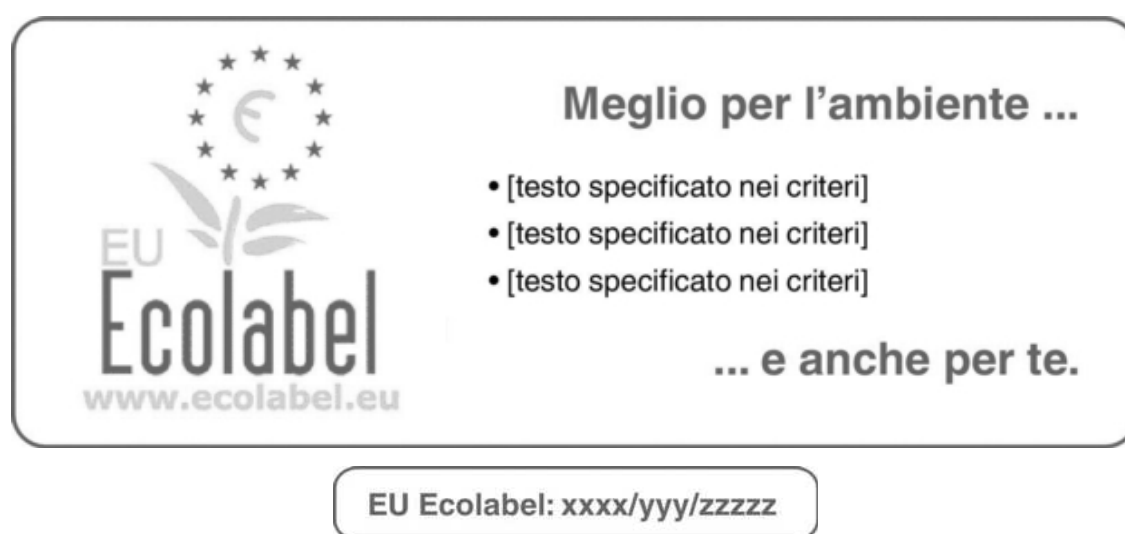 Meglio per l’ambiente ...
• [testo specificato nei criteri]
• [testo specificato nei criteri]
• [testo specificato nei criteri]
... e anche per te.
EU
Ecolabel
www.ecolabel.eu
EU Ecolabel: xxxx/yyy/zzzzz